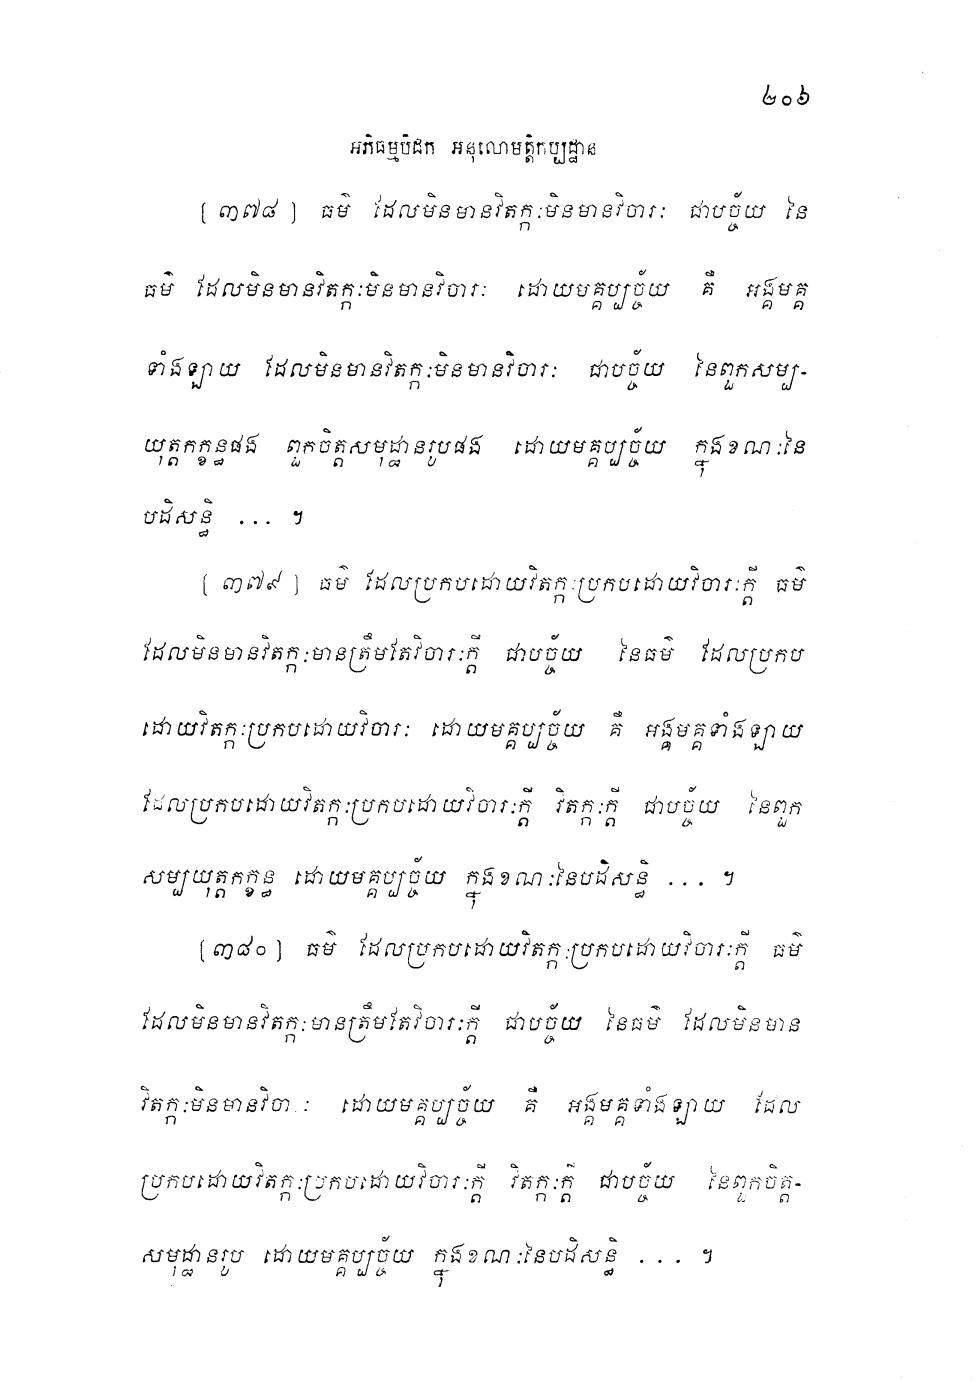 ២០៦
អភិធម្មបិដក អនុលោមត្តិកប្បដ្ឋាន
[៣៧៨] ធម៌ ដែលមិនមានវិតក្កៈមិនមានវិចារៈ ជាបច្ច័យ នៃ
ធម៌ ដែលមិនមានវិតក្កៈមិនមានវិចារៈ ដោយមគ្គប្បច្ច័យ គឺ អង្គមគ្គ
ទាំងឡាយ ដែលមិនមានវិតក្កៈមិនមានវិចារៈ ជាបច្ច័យ នៃពួកសម្ប-
យុត្តកក្ខន្ធផង ពួកចិត្តសមុដ្ឋានរូបផង ដោយមគ្គប្បច្ច័យ ក្នុងខណៈនៃ
បដិសន្ធិ ... ។
[៣៧៩] ធម៌ ដែលប្រកបដោយវិតក្កៈប្រកបដោយវិចារៈក្តី ធម៌
ដែលមិនមានវិតក្កៈមានត្រឹមតែវិចារៈក្តី ជាបច្ច័យ នៃធម៌ ដែលប្រកប
ដោយវិតក្កៈប្រកបដោយវិចារៈ ដោយមគ្គប្បច្ច័យ គឺ អង្គមគ្គទាំងឡាយ
ដែលប្រកបដោយវិតក្កៈប្រកបដោយវិចារៈក្តី វិតក្កៈក្តី ជាបច្ច័យ នៃពួក
សម្បយុត្តកក្ខន្ធ ដោយមគ្គប្បច្ច័យ ក្នុងខណៈនៃបដិសន្ធិ ... ។
[៣៨០] ធម៌ ដែលប្រកបដោយវិតក្កៈប្រកបដោយវិចារៈក្តី ធម៌
ដែលមិនមានវិតក្កៈមានត្រឹមតែវិចារៈក្តី ជាបច្ច័យ នៃធម៌ ដែលមិនមាន
វិតក្កៈមិនមានវិចារៈ ដោយមគ្គប្បច្ច័យ គឺ អង្គមគ្គទាំងឡាយ ដែល
ប្រកបដោយវិតក្កៈប្រកបដោយវិចារៈក្តី វិតក្កៈក្តី ជាបច្ច័យ នៃពួកចិត្ត-
សមុដ្ឋានរូប ដោយមគ្គប្បច្ច័យ ក្នុងខណៈនៃបដិសន្ធិ ... ។